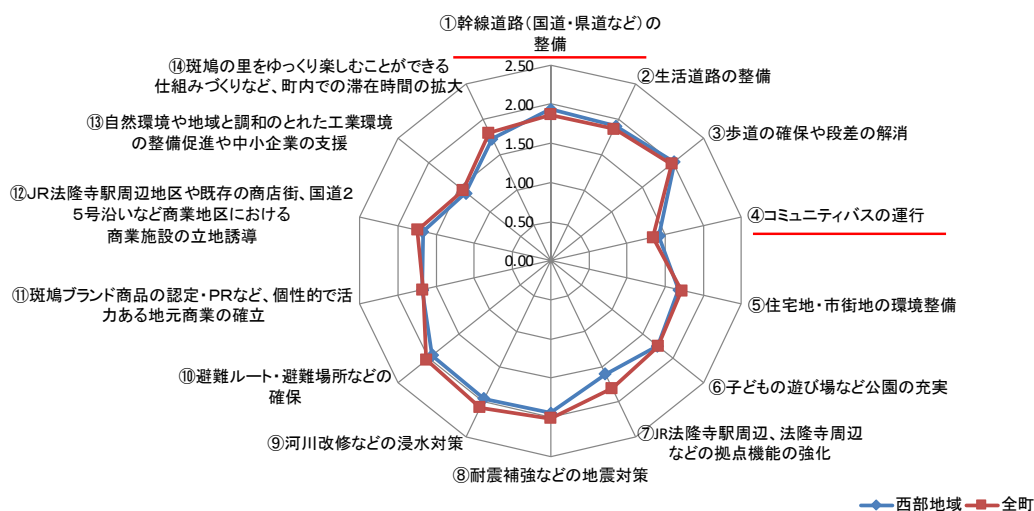 ①幹線道路（国道・県道など）の
整備
②生活道路の整備
③歩道の確保や段差の解消
④コミュニティバスの運行
⑤住宅地・市街地の環境整備
⑥子どもの遊び場など公園の充実
⑦JR法隆寺駅周辺、法隆寺周辺
などの拠点機能の強化
⑧耐震補強などの地震対策
⑨河川改修などの浸水対策
⑩避難ルート・避難場所などの
確保
⑪斑鳩ブランド商品の認定・PRなど、個性的で活
力ある地元商業の確立
⑫JR法隆寺駅周辺地区や既存の商店街、国道2
5号沿いなど商業地区における
商業施設の立地誘導
⑬自然環境や地域と調和のとれた工業環境
の整備促進や中小企業の支援
⑭斑鳩の里をゆっくり楽しむことができる
仕組みづくりなど、町内での滞在時間の拡大
2.50
2.00
1.50
1.00
0.50
0.00
西部地域
全町